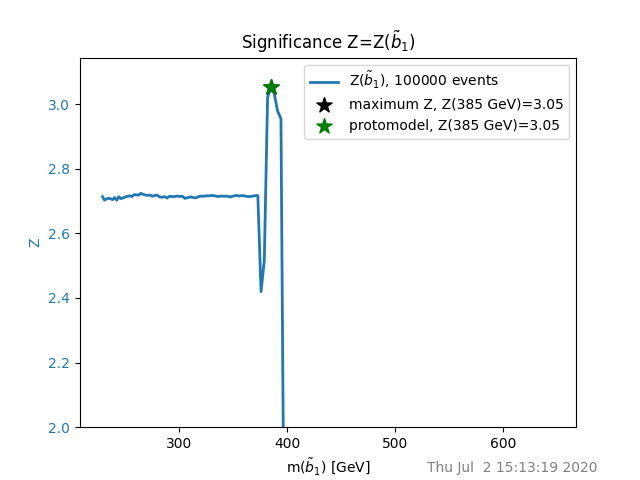 Significance Z=Z(b̃₁)
Z(b̃₁), 100000 events
maximum Z, Z(385 GeV)=3.05
protomodel, Z(385 GeV)=3.05
Z
3.0
2.8
2.6
2.4
2.2
2.0
300 400 500 600
m(b̃₁) [GeV]
Thu Jul  2 15:13:19 2020